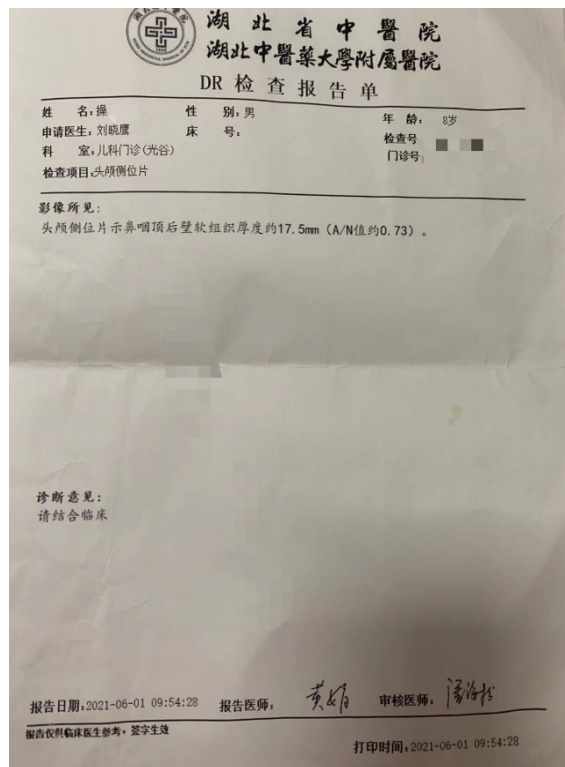 湖北省中醫院
湖北中醫藥大學附屬醫院
DR 检查报告单
姓 名:操 性 别:男 年 龄: 8岁
申请医生:刘晓鹰 床 号: 检查号
科 室:儿科门诊(光谷) 门诊号:
检查项目:头颅侧位片
影像所见:
头颅侧位片示鼻咽顶后壁软组织厚度约17.5mm（A/N值约0.73）。
诊断意见:
请结合临床
报告日期:2021-06-01 09:54:28 报告医师: 审核医师:
报告仅供临床医生参考，签字生效
打印时间:2021-06-01 09:54:28